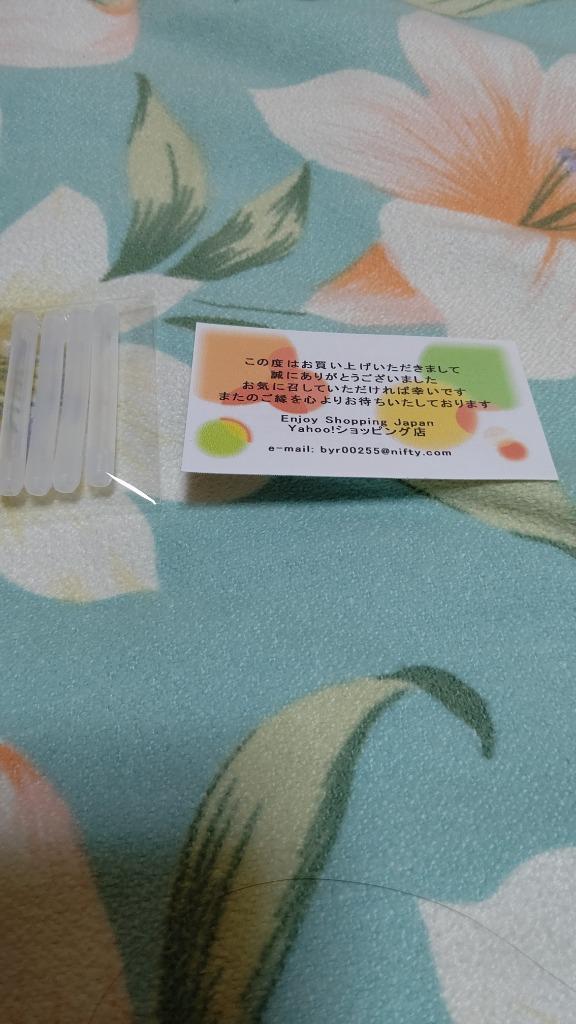 この度はお買い上げいただきまして
誠にありがとうございました
お気に召していただければ幸いです
またのご縁を心よりお待ちいたしております
Enjoy Shopping Japan
Yahoo!ショッピング店
e-mail: byr00255@nifty.com